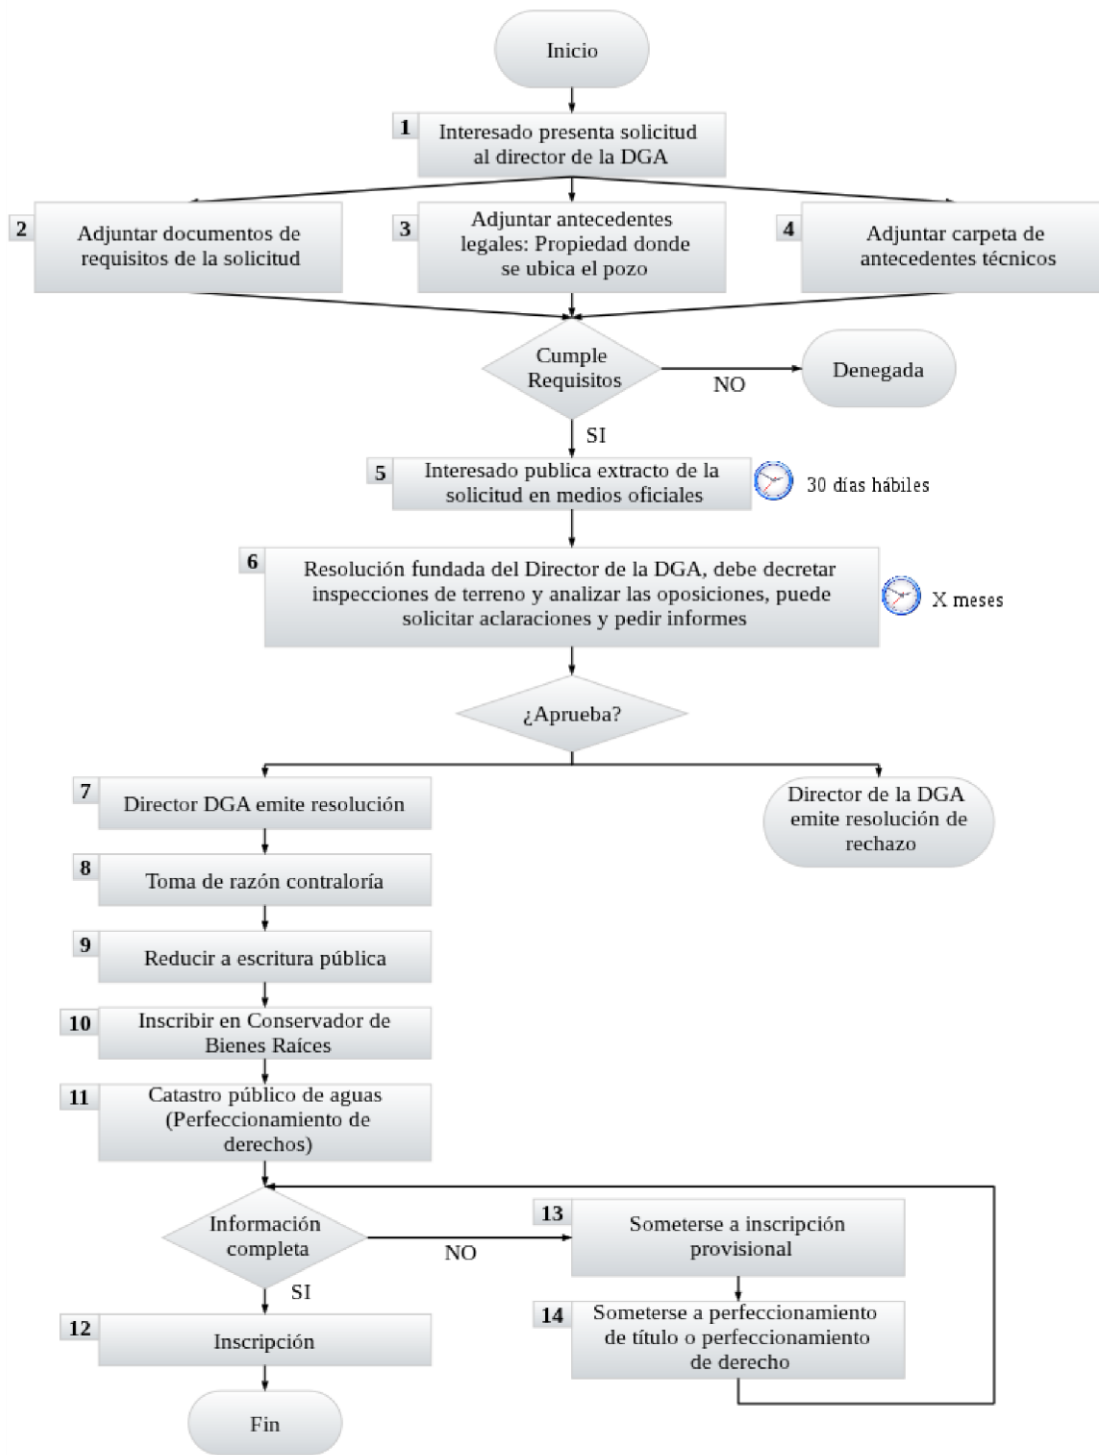 Inicio
1
Interesado presenta solicitud
al director de la DGA
2
Adjuntar documentos de
requisitos de la solicitud
3
Adjuntar antecedentes
legales: Propiedad donde
se ubica el pozo
4
Adjuntar carpeta de
antecedentes técnicos
Cumple
Requisitos
NO
Denegada
SI
5
Interesado publica extracto de la
solicitud en medios oficiales
30 días hábiles
6
Resolución fundada del Director de la DGA, debe decretar
inspecciones de terreno y analizar las oposiciones, puede
solicitar aclaraciones y pedir informes
X meses
¿Aprueba?
7
Director DGA emite resolución
Director de la DGA
emite resolución de
rechazo
8
Toma de razón contraloría
9
Reducir a escritura pública
10
Inscribir en Conservador de
Bienes Raíces
11
Catastro público de aguas
(Perfeccionamiento de
derechos)
Información
completa
NO
13
Someterse a inscripción
provisional
SI
14
Someterse a perfeccionamiento
de título o perfeccionamiento
de derecho
12
Inscripción
Fin